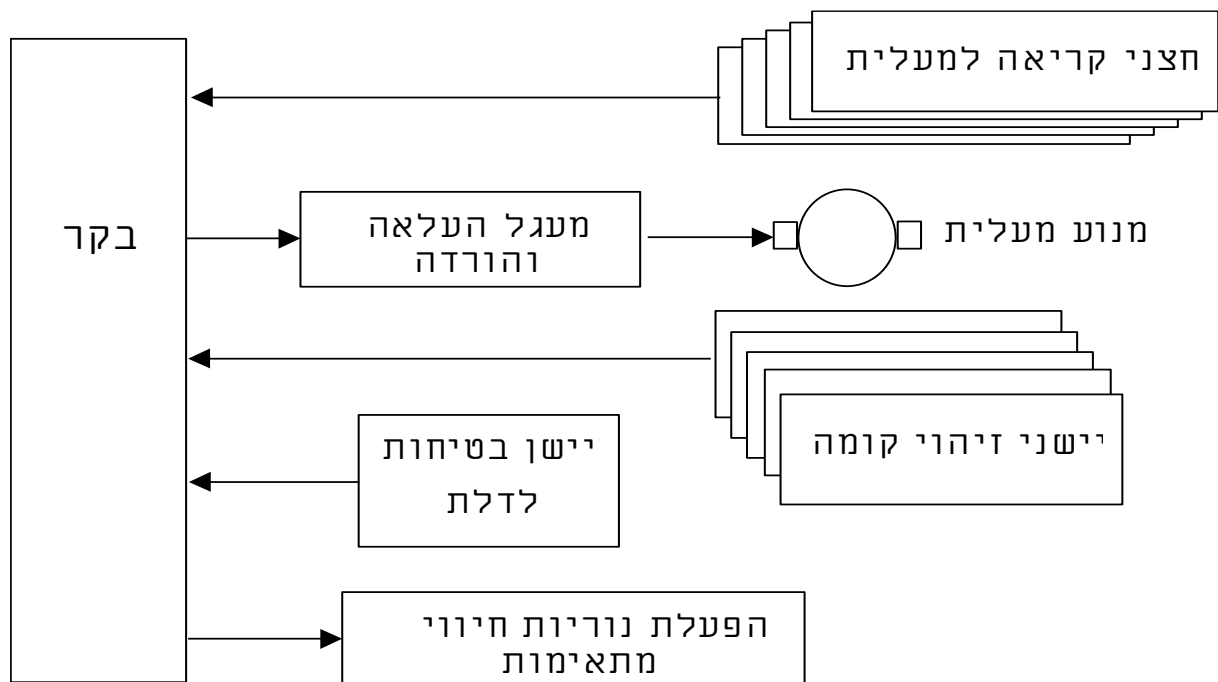 חצני קריאה למעלית
בקר
מעגל העלאה
והורדה
מנוע מעלית
יישני זיהוי קומה
יישן בטיחות
לדלת
הפעלת נוריות חיווי
מתאימות